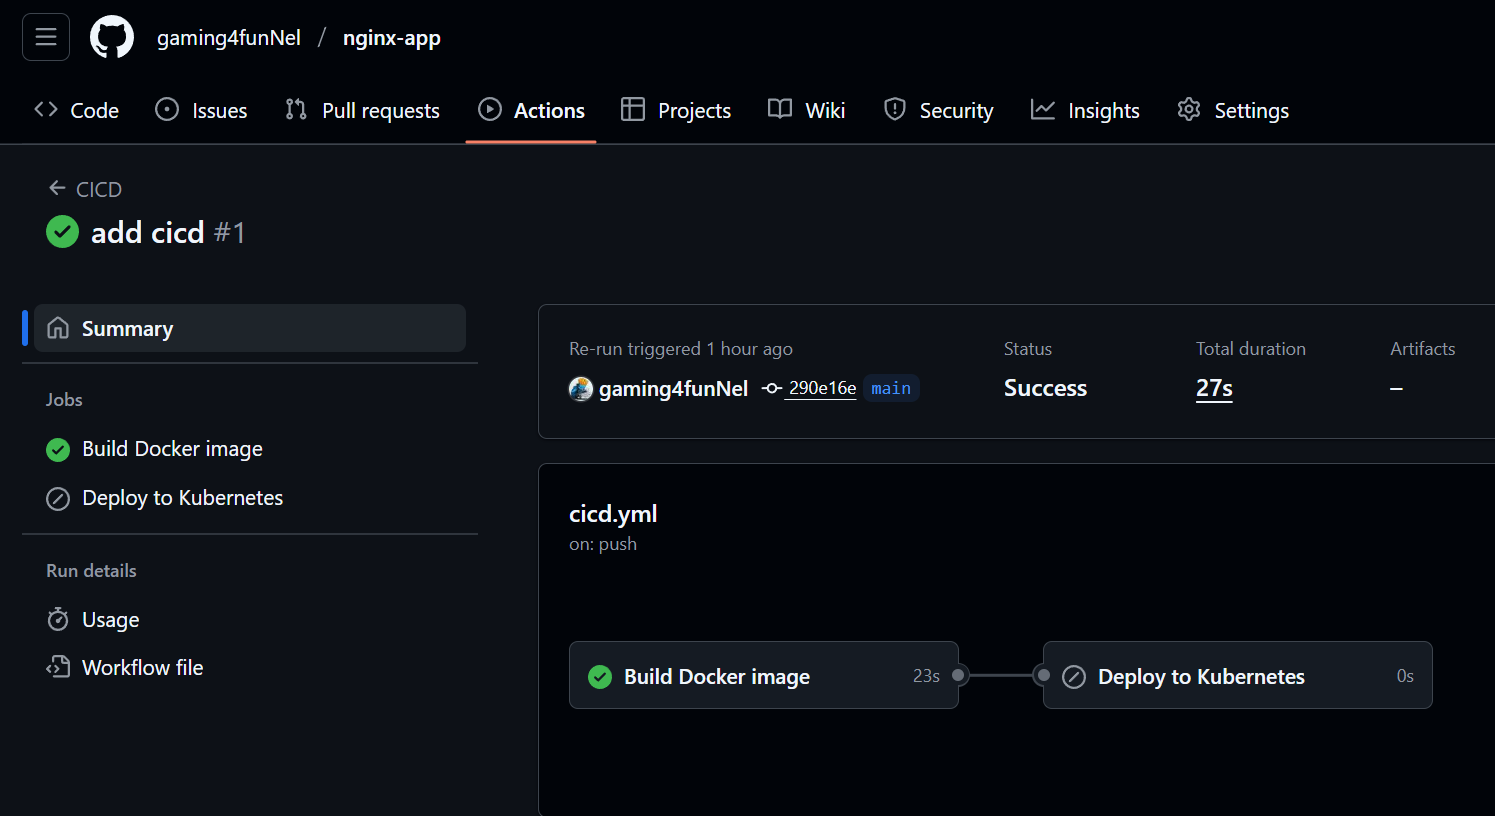 gaming4funNel / nginx-app
Code Issues Pull requests Actions Projects Wiki Security Insights Settings
CICD
add cicd #1
Summary
Jobs
Build Docker image
Deploy to Kubernetes
Run details
Usage
Workflow file
Re-run triggered 1 hour ago
gaming4funNel 290e16e main
Status
Success
Total duration
27s
Artifacts
–
cicd.yml
on: push
Build Docker image 23s
Deploy to Kubernetes 0s